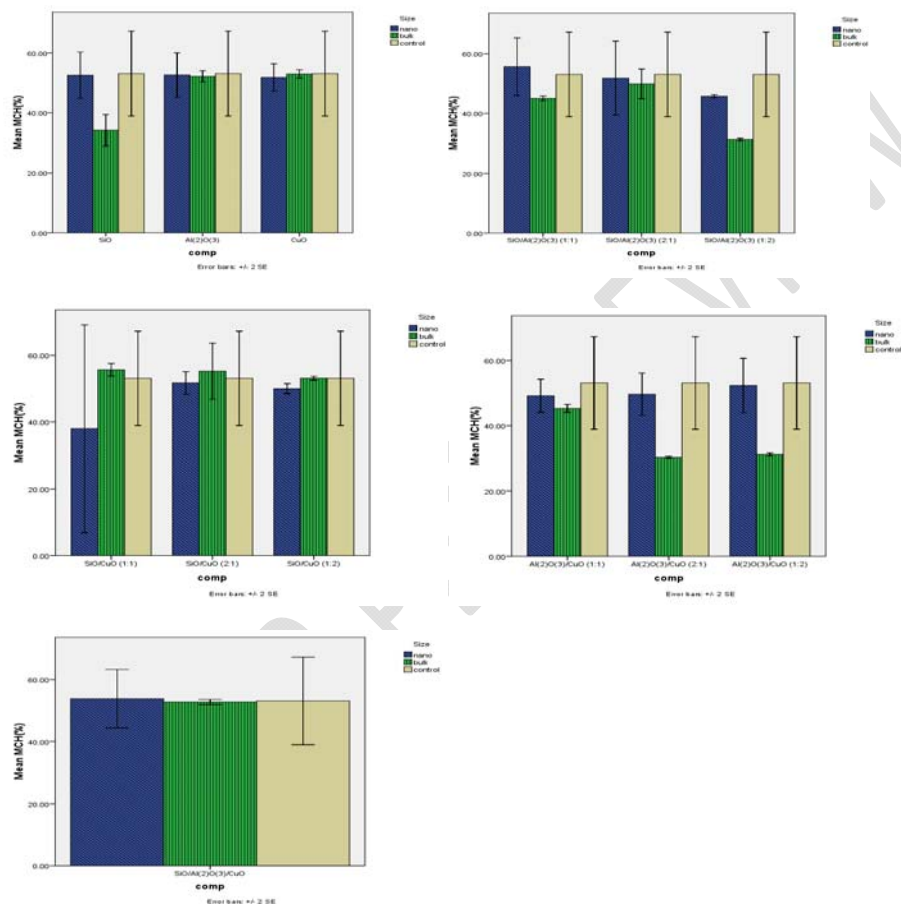 Size
nano
bulk
control
60.00
40.00
20.00
0.00
Mean MCH(%)
SiO
Al(2)O(3)
CuO
comp
Error bars: +/- 2 SE
Size
nano
bulk
control
60.00
40.00
20.00
0.00
Mean MCH(%)
SiO/Al(2)O(3) (1:1)
SiO/Al(2)O(3) (2:1)
SiO/Al(2)O(3) (1:2)
comp
Error bars: +/- 2 SE
Size
nano
bulk
control
60.00
40.00
20.00
0.00
Mean MCH(%)
SiO/CuO (1:1)
SiO/CuO (2:1)
SiO/CuO (1:2)
comp
Error bars: +/- 2 SE
Size
nano
bulk
control
60.00
40.00
20.00
0.00
Mean MCH(%)
Al(2)O(3)/CuO (1:1)
Al(2)O(3)/CuO (2:1)
Al(2)O(3)/CuO (1:2)
comp
Error bars: +/- 2 SE
Size
nano
bulk
control
60.00
40.00
20.00
0.00
Mean MCH(%)
SiO/Al(2)O(3)/CuO
comp
Error bars: +/- 2 SE